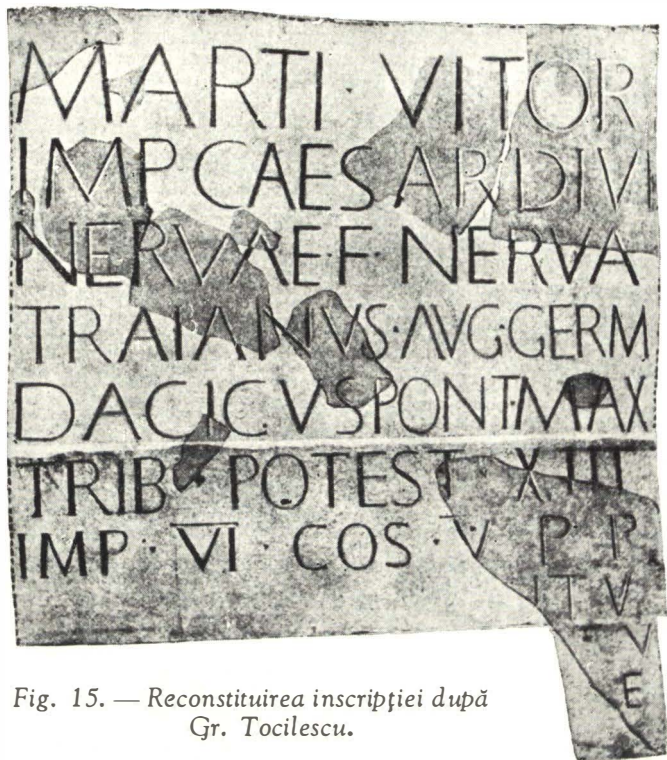 MARTI VITOR
IMP CAESAR DIVI
NERVAE·F· NERVA
TRAIANVS·AVG·GERM
DACICVS PONT·MAX
TRIB · POTEST XIII
IMP · VI · COS · V P P
IT V
V
E
Fig. 15. — Reconstituirea inscripţiei după
Gr. Tocilescu.